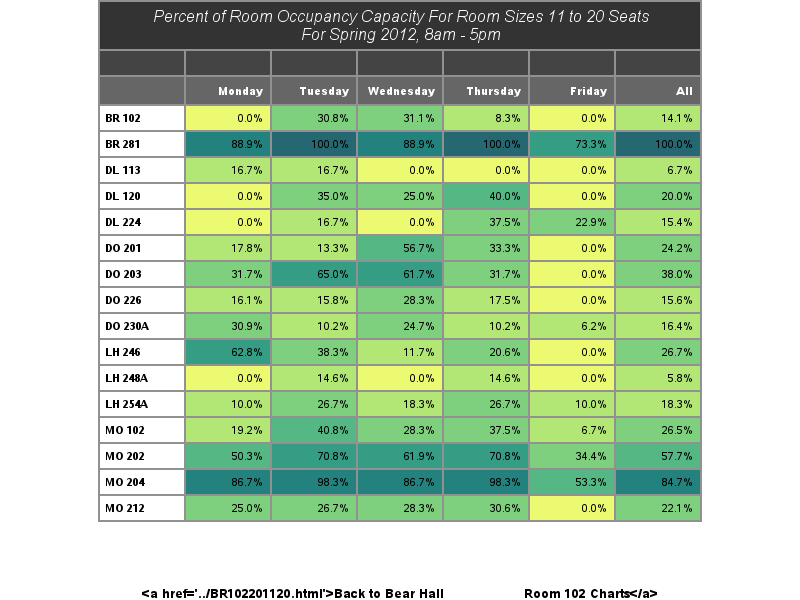 Percent of Room Occupancy Capacity For Room Sizes 11 to 20 Seats
For Spring 2012, 8am - 5pm
Monday Tuesday Wednesday Thursday Friday All
BR 102 0.0% 30.8% 31.1% 8.3% 0.0% 14.1%
BR 281 88.9% 100.0% 88.9% 100.0% 73.3% 100.0%
DL 113 16.7% 16.7% 0.0% 0.0% 0.0% 6.7%
DL 120 0.0% 35.0% 25.0% 40.0% 0.0% 20.0%
DL 224 0.0% 16.7% 0.0% 37.5% 22.9% 15.4%
DO 201 17.8% 13.3% 56.7% 33.3% 0.0% 24.2%
DO 203 31.7% 65.0% 61.7% 31.7% 0.0% 38.0%
DO 226 16.1% 15.8% 28.3% 17.5% 0.0% 15.6%
DO 230A 30.9% 10.2% 24.7% 10.2% 6.2% 16.4%
LH 246 62.8% 38.3% 11.7% 20.6% 0.0% 26.7%
LH 248A 0.0% 14.6% 0.0% 14.6% 0.0% 5.8%
LH 254A 10.0% 26.7% 18.3% 26.7% 10.0% 18.3%
MO 102 19.2% 40.8% 28.3% 37.5% 6.7% 26.5%
MO 202 50.3% 70.8% 61.9% 70.8% 34.4% 57.7%
MO 204 86.7% 98.3% 86.7% 98.3% 53.3% 84.7%
MO 212 25.0% 26.7% 28.3% 30.6% 0.0% 22.1%
<a href='../BR102201120.html'>Back to Bear Hall Room 102 Charts</a>